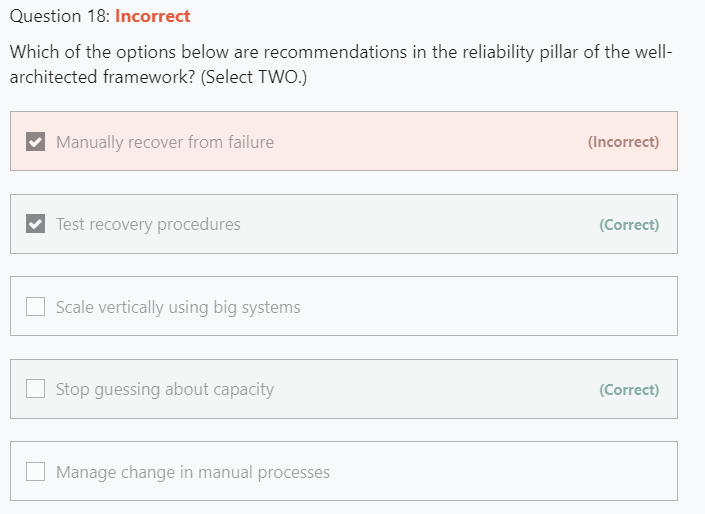 Question 18: Incorrect
Which of the options below are recommendations in the reliability pillar of the well-
architected framework? (Select TWO.)
Manually recover from failure (Incorrect)
Test recovery procedures (Correct)
Scale vertically using big systems
Stop guessing about capacity (Correct)
Manage change in manual processes